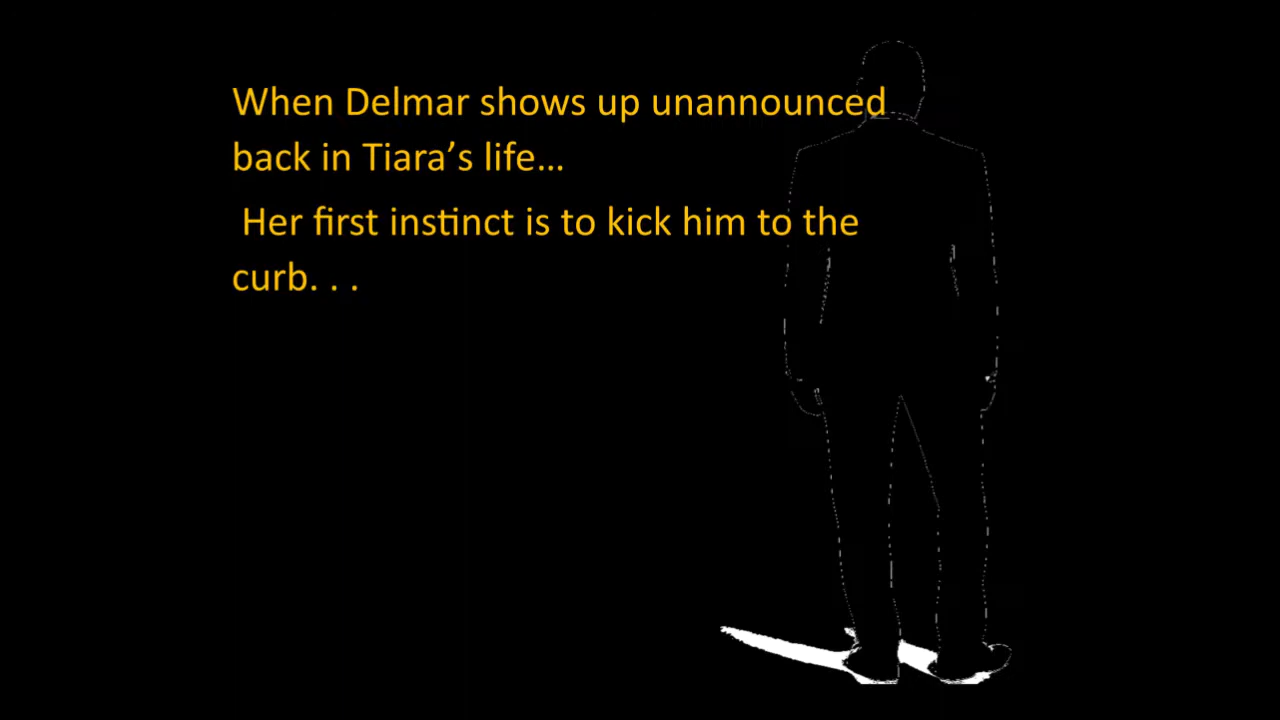 When Delmar shows up unannounced
back in Tiara’s life…
Her first instinct is to kick him to the
curb. . .